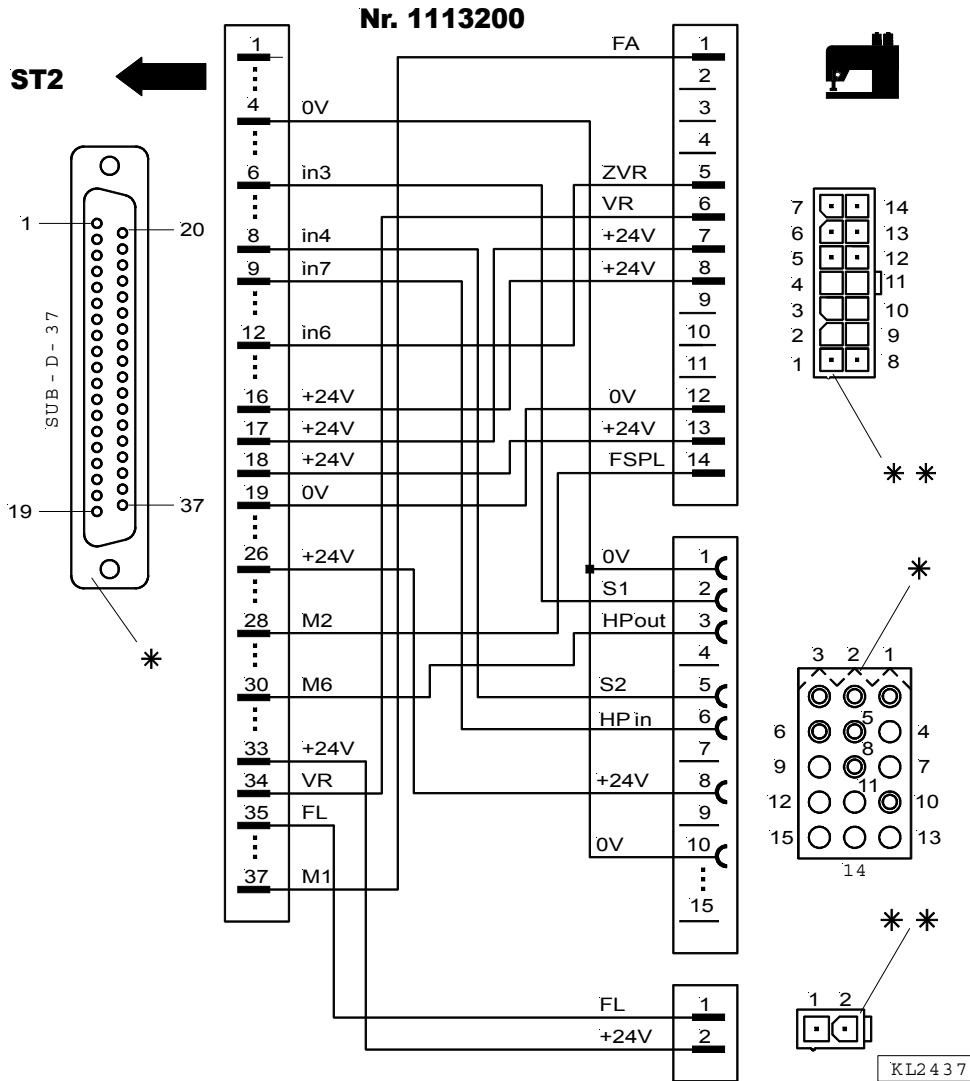 Nr. 1113200
ST2
1
4 0V
6 in3
8 in4
9 in7
12 in6
16 +24V
17 +24V
18 +24V
19 0V
26 +24V
28 M2
30 M6
33 +24V
34 VR
35 FL
37 M1
FA 1
2
3
4
ZVR 5
VR 6
+24V 7
+24V 8
9
10
11
0V 12
+24V 13
FSPL 14
0V 1
S1 2
HPout 3
4
S2 5
HP in 6
7
+24V 8
9
0V 10
15
FL 1
+24V 2
1 20
SUB-D-37
19 37
*
7 14
6 13
5 12
4 11
3 10
2 9
1 8
* *
*
3 2 1
6 5 4
9 8 7
12 11 10
15 13
14
* *
1 2
KL2437